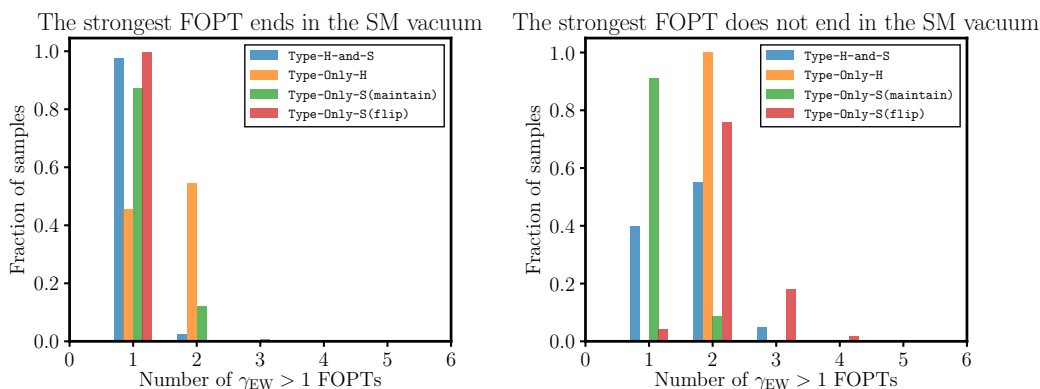 The strongest FOPT ends in the SM vacuum
1.0
0.8
0.6
0.4
0.2
0.0
Fraction of samples
Type-H-and-S
Type-Only-H
Type-Only-S(maintain)
Type-Only-S(flip)
0 1 2 3 4 5 6
Number of γ_EW > 1 FOPTs
The strongest FOPT does not end in the SM vacuum
1.0
0.8
0.6
0.4
0.2
0.0
Fraction of samples
Type-H-and-S
Type-Only-H
Type-Only-S(maintain)
Type-Only-S(flip)
0 1 2 3 4 5 6
Number of γ_EW > 1 FOPTs